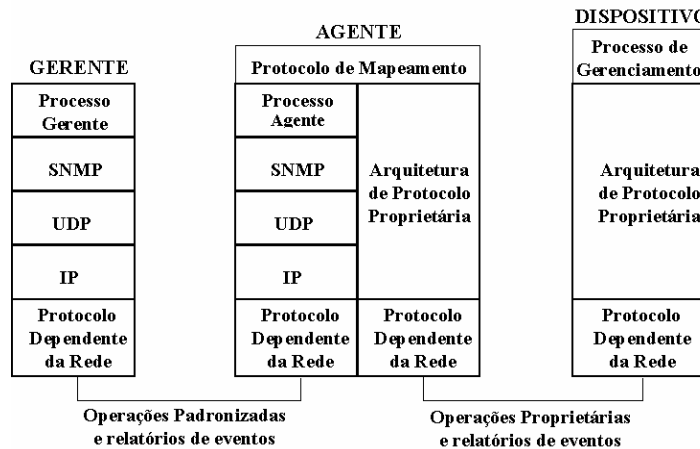 GERENTE
Processo
Gerente
SNMP
UDP
IP
Protocolo
Dependente
da Rede
AGENTE
Protocolo de Mapeamento
Processo
Agente
SNMP
UDP
IP
Protocolo
Dependente
da Rede
Arquitetura
de Protocolo
Proprietária
Protocolo
Dependente
da Rede
DISPOSITIVO
Processo de
Gerenciamento
Arquitetura
de Protocolo
Proprietária
Protocolo
Dependente
da Rede
Operações Padronizadas
e relatórios de eventos
Operações Proprietárias
e relatórios de eventos